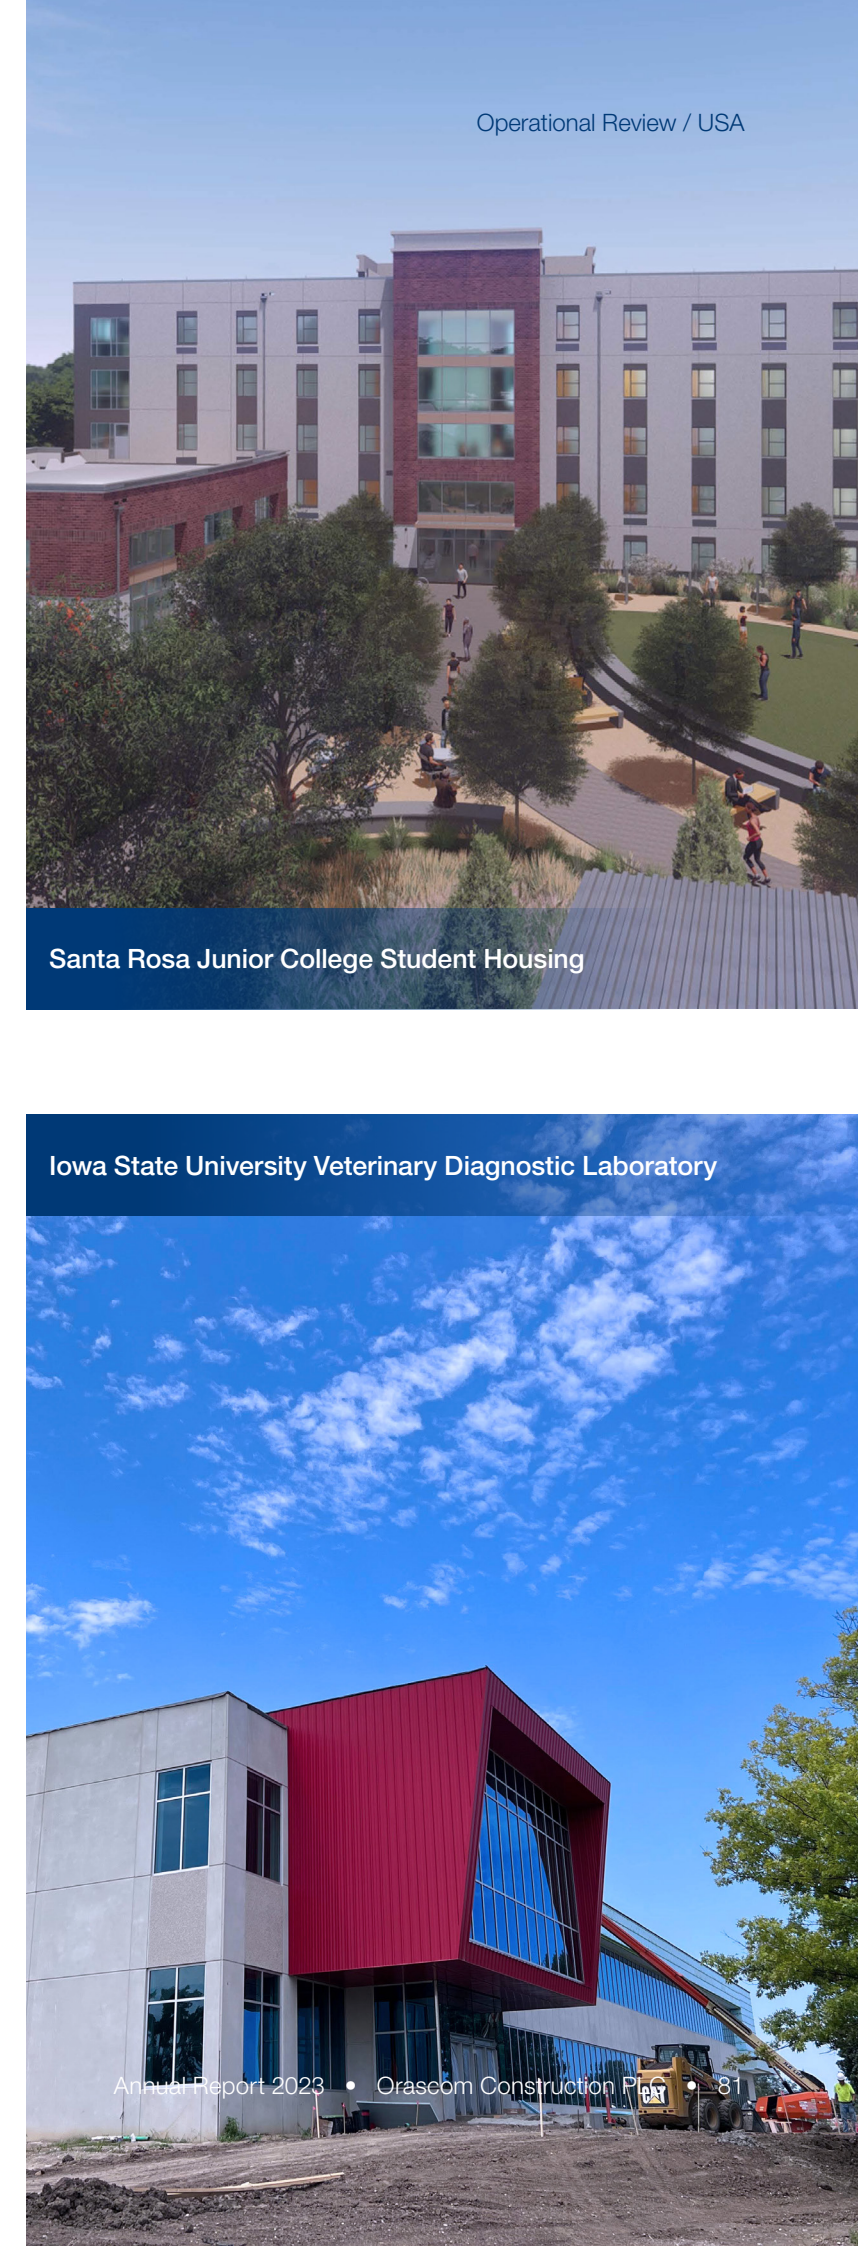 Operational Review / USA
Santa Rosa Junior College Student Housing
Iowa State University Veterinary Diagnostic Laboratory
Annual Report 2023 • Orascom Construction PLC • 81
CAT